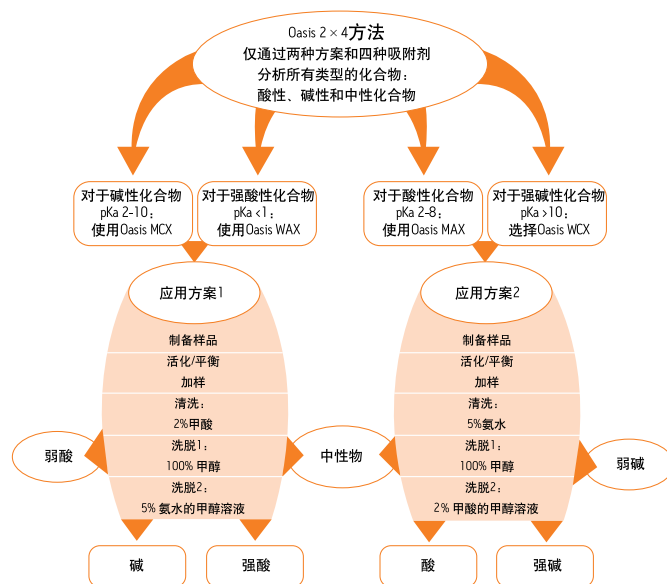 Oasis 2 × 4方法
仅通过两种方案和四种吸附剂
分析所有类型的化合物:
酸性、碱性和中性化合物
对于碱性化合物
pKa 2-10;
使用Oasis MCX
对于强酸性化合物
pKa <1;
使用Oasis WAX
对于酸性化合物
pKa 2-8;
使用Oasis MAX
对于强碱性化合物
pKa >10;
选择Oasis WCX
应用方案1
制备样品
活化/平衡
加样
清洗:
2%甲酸
洗脱1:
100% 甲醇
洗脱2:
5% 氨水的甲醇溶液
弱酸
中性物
碱
强酸
应用方案2
制备样品
活化/平衡
加样
清洗:
5%氨水
洗脱1:
100% 甲醇
洗脱2:
2% 甲酸的甲醇溶液
弱碱
酸
强碱